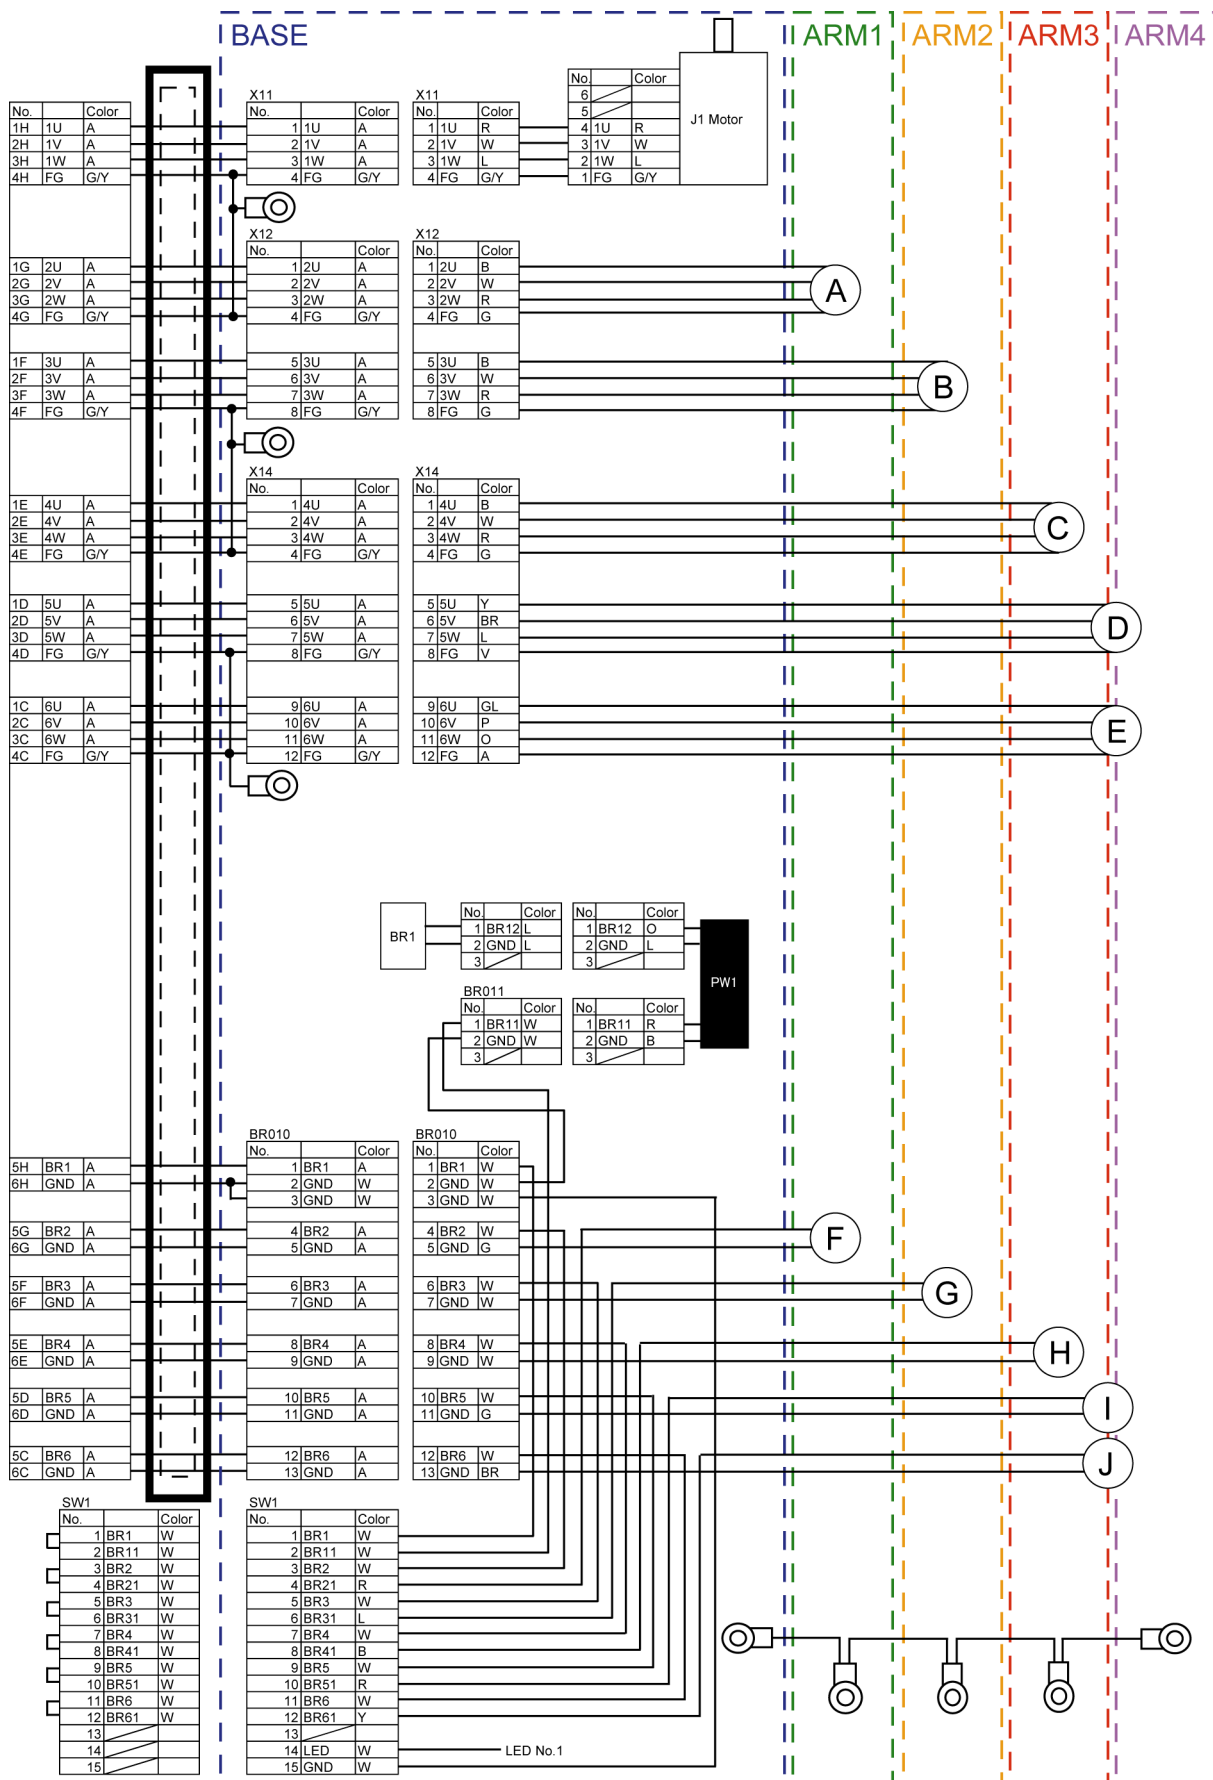 BASE ARM1 ARM2 ARM3 ARM4
No. Color
1H 1U A
2H 1V A
3H 1W A
4H FG G/Y
X11
No. Color
1 1U A
2 1V A
3 1W A
4 FG G/Y
X11
No. Color
1 1U R
2 1V W
3 1W L
4 FG G/Y
No. Color
6
5
4 1U R
3 1V W
2 1W L
1 FG G/Y
J1 Motor
1G 2U A
2G 2V A
3G 2W A
4G FG G/Y
X12
No. Color
1 2U A
2 2V A
3 2W A
4 FG G/Y
X12
No. Color
1 2U B
2 2V W
3 2W R
4 FG G
A
1F 3U A
2F 3V A
3F 3W A
4F FG G/Y
5 3U A
6 3V A
7 3W A
8 FG G/Y
5 3U B
6 3V W
7 3W R
8 FG G
B
1E 4U A
2E 4V A
3E 4W A
4E FG G/Y
X14
No. Color
1 4U A
2 4V A
3 4W A
4 FG G/Y
X14
No. Color
1 4U B
2 4V W
3 4W R
4 FG G
C
1D 5U A
2D 5V A
3D 5W A
4D FG G/Y
5 5U A
6 5V A
7 5W A
8 FG G/Y
5 5U Y
6 5V BR
7 5W L
8 FG V
D
1C 6U A
2C 6V A
3C 6W A
4C FG G/Y
9 6U A
10 6V A
11 6W A
12 FG G/Y
9 6U GL
10 6V P
11 6W O
12 FG A
E
BR1
No. Color
1 BR12 L
2 GND L
3
No. Color
1 BR12 O
2 GND L
3
PW1
BR011
No. Color
1 BR11 W
2 GND W
3
No. Color
1 BR11 R
2 GND B
3
5H BR1 A
6H GND A
BR010
No. Color
1 BR1 A
2 GND W
3 GND W
BR010
No. Color
1 BR1 W
2 GND W
3 GND W
5G BR2 A
6G GND A
4 BR2 A
5 GND A
4 BR2 W
5 GND G
F
5F BR3 A
6F GND A
6 BR3 A
7 GND A
6 BR3 W
7 GND W
G
5E BR4 A
6E GND A
8 BR4 A
9 GND A
8 BR4 W
9 GND W
H
5D BR5 A
6D GND A
10 BR5 A
11 GND A
10 BR5 W
11 GND G
I
5C BR6 A
6C GND A
12 BR6 A
13 GND A
12 BR6 W
13 GND BR
J
SW1
No. Color
1 BR1 W
2 BR11 W
3 BR2 W
4 BR21 W
5 BR3 W
6 BR31 W
7 BR4 W
8 BR41 W
9 BR5 W
10 BR51 W
11 BR6 W
12 BR61 W
13
14
15
SW1
No. Color
1 BR1 W
2 BR11 W
3 BR2 W
4 BR21 R
5 BR3 W
6 BR31 L
7 BR4 W
8 BR41 B
9 BR5 W
10 BR51 R
11 BR6 W
12 BR61 Y
13
14 LED W
15 GND W
LED No.1